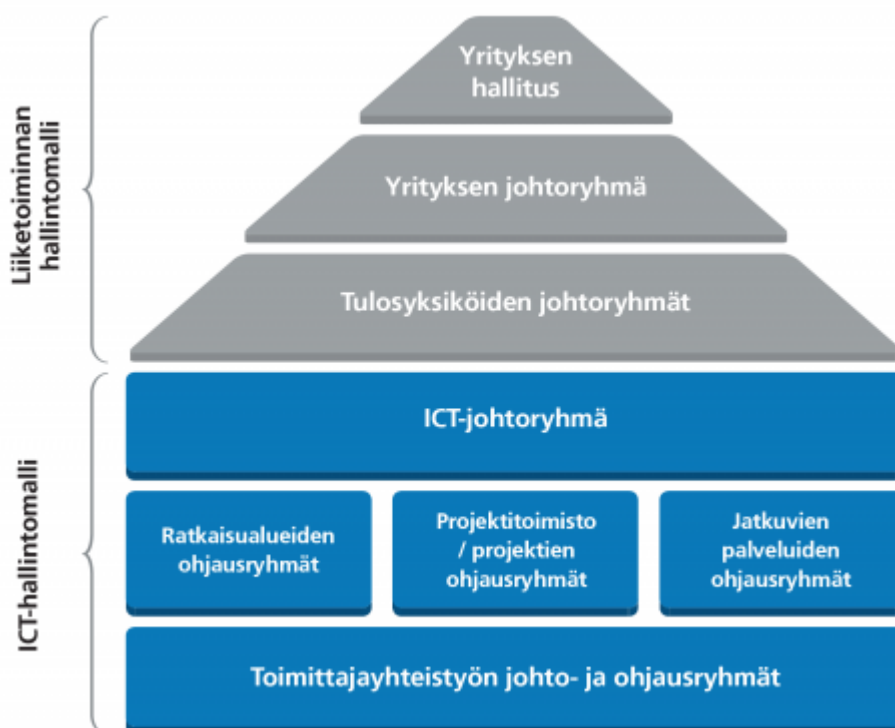 Liiketoiminnan
hallintomalli
Yrityksen
hallitus
Yrityksen johtoryhmä
Tulosyksiköiden johtoryhmät
ICT-hallintomalli
ICT-johtoryhmä
Ratkaisualueiden
ohjausryhmät
Projektitoimisto
/ projektien
ohjausryhmät
Jatkuvien
palveluiden
ohjausryhmät
Toimittajayhteistyön johto- ja ohjausryhmät